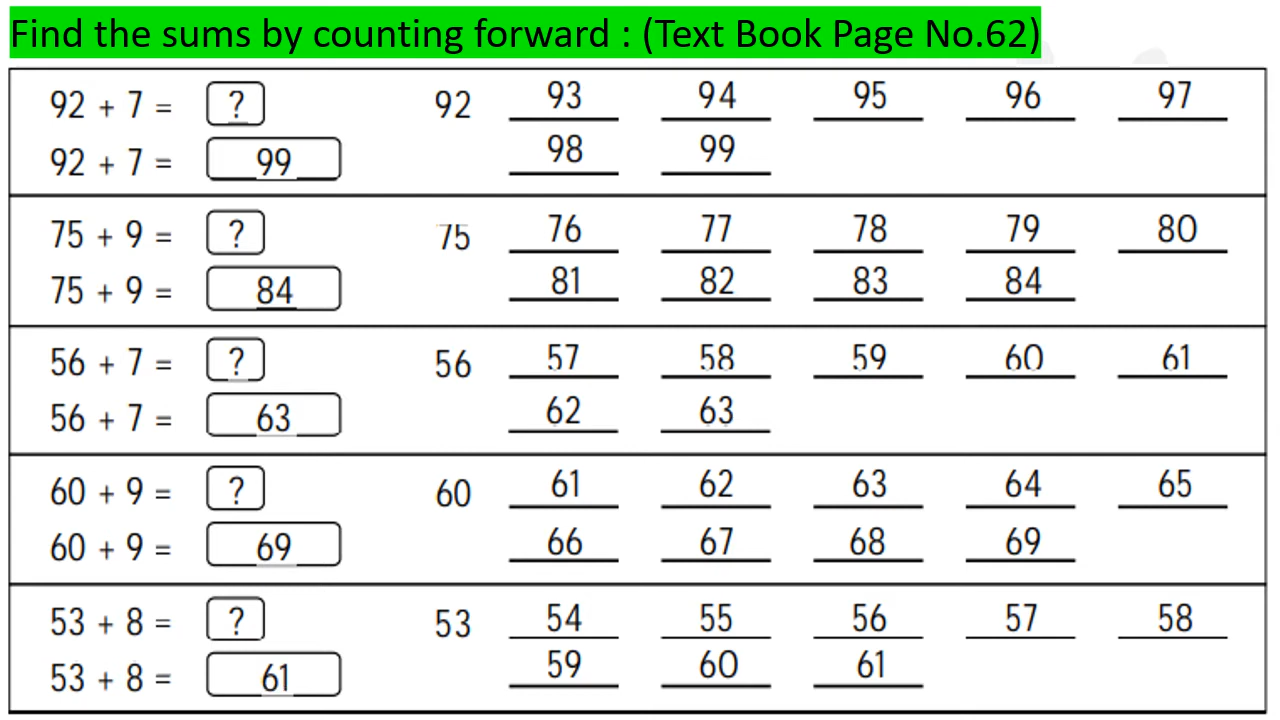 Find the sums by counting forward : (Text Book Page No.62)
92 + 7 = ? 92 93 94 95 96 97
92 + 7 = 99 98 99
75 + 9 = ? 75 76 77 78 79 80
75 + 9 = 84 81 82 83 84
56 + 7 = ? 56 57 58 59 60 61
56 + 7 = 63 62 63
60 + 9 = ? 60 61 62 63 64 65
60 + 9 = 69 66 67 68 69
53 + 8 = ? 53 54 55 56 57 58
53 + 8 = 61 59 60 61